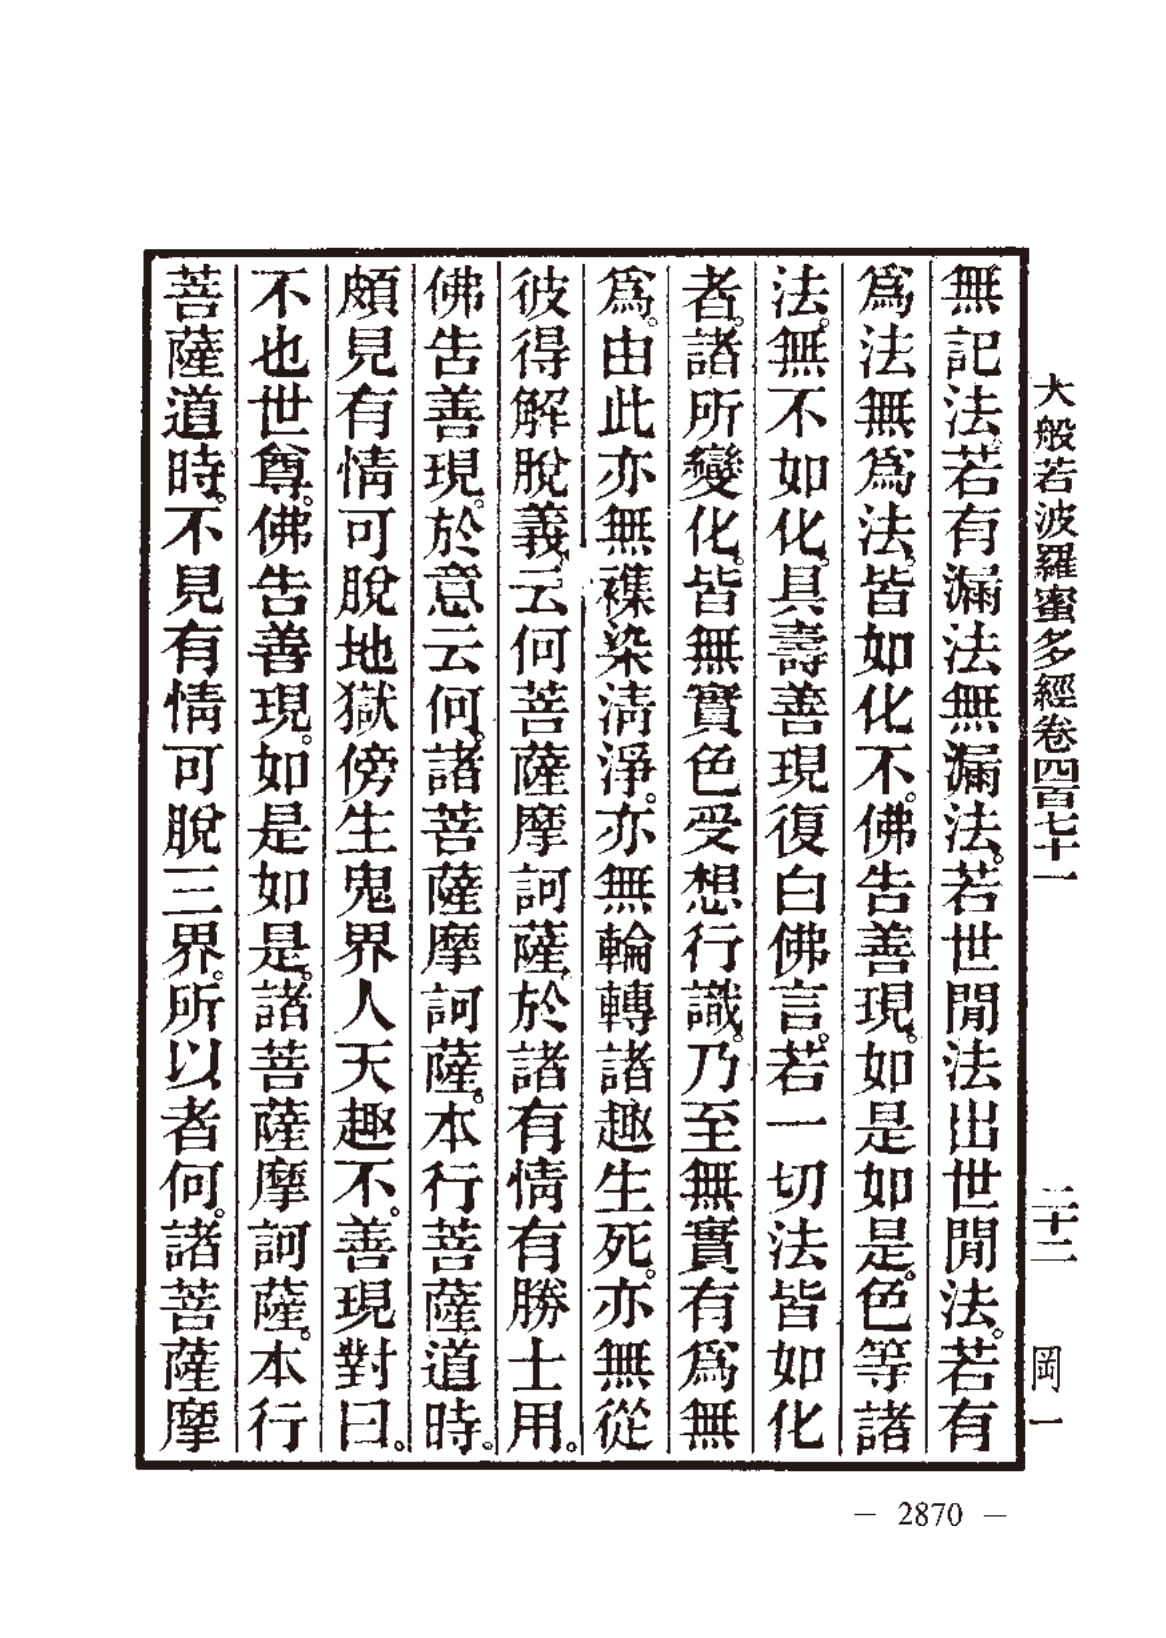 大般若波羅蜜多經卷四百七十一 二十二 岡一
無記法、若有漏法無漏法。若世閒法出世閒法。若有
爲法無爲法、皆如化不。佛告善現。如是如是。色等諸
法。無不如化、具壽善現復白佛言。若一切法皆如化
者。諸所變化。皆無實色受想行識。乃至無實有爲無
爲。由此亦無襍染淸淨。亦無輪轉諸趣生死。亦無從
彼得解脫義、云何菩薩摩訶薩、於諸有情有勝士用。
佛告善現。於意云何。諸菩薩摩訶薩。本行菩薩道時。
頗見有情可脫地獄傍生鬼界人天趣不。善現對曰。
不也世尊。佛告善現。如是如是。諸菩薩摩訶薩。本行
菩薩道時。不見有情可脫三界。所以者何。諸菩薩摩
— 2870 —